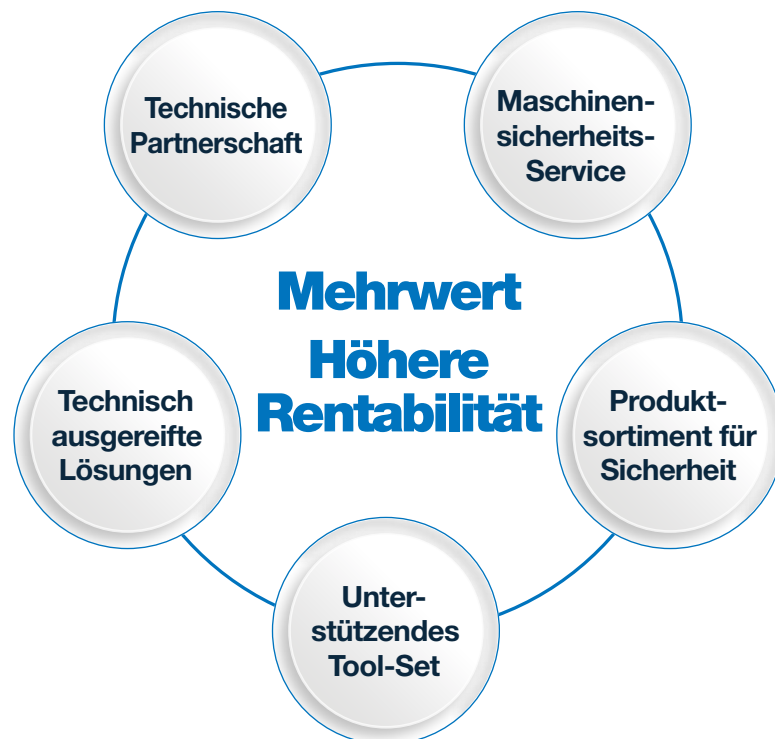 Technische
Partnerschaft
Maschinen-
sicherheits-
Service
Mehrwert
Höhere
Rentabilität
Technisch
ausgereifte
Lösungen
Produkt-
sortiment für
Sicherheit
Unter-
stützendes
Tool-Set